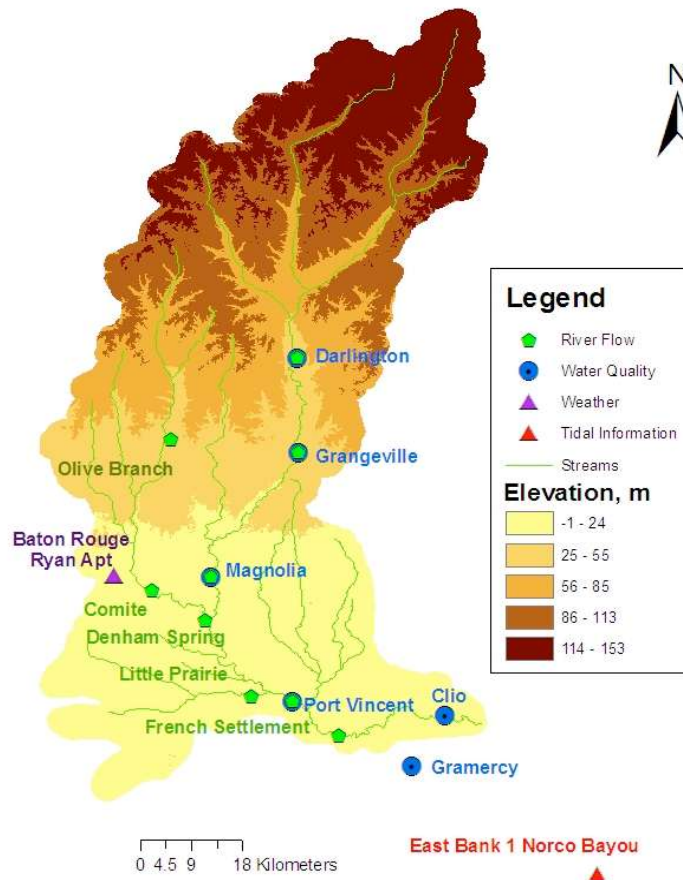 N
Darlington
Grangeville
Olive Branch
Baton Rouge
Ryan Apt
Magnolia
Comite
Denham Spring
Little Prairie
Port Vincent
Clio
French Settlement
Gramercy
East Bank 1 Norco Bayou
0 4.5 9 18 Kilometers
Legend
River Flow
Water Quality
Weather
Tidal Information
Streams
Elevation, m
-1 - 24
25 - 55
56 - 85
86 - 113
114 - 153